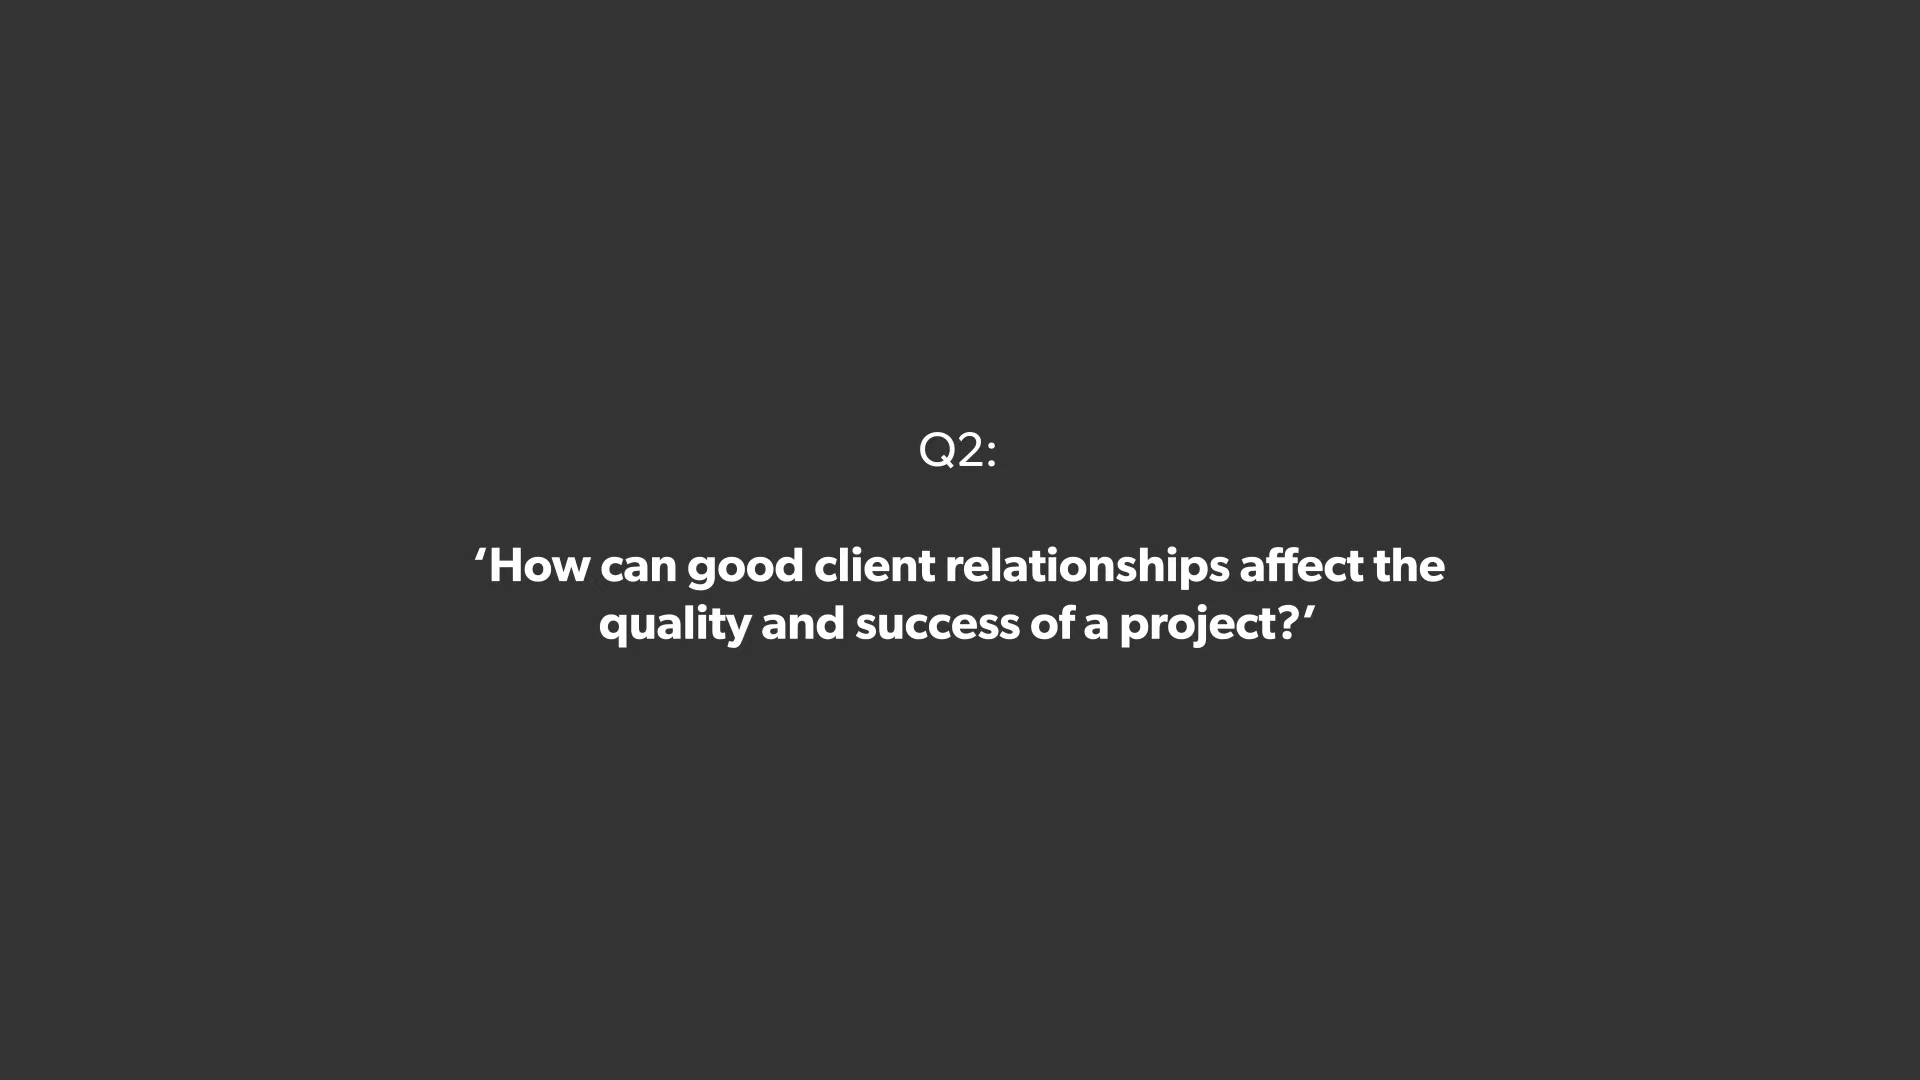 Q2:
‘How can good client relationships affect the
quality and success of a project?’